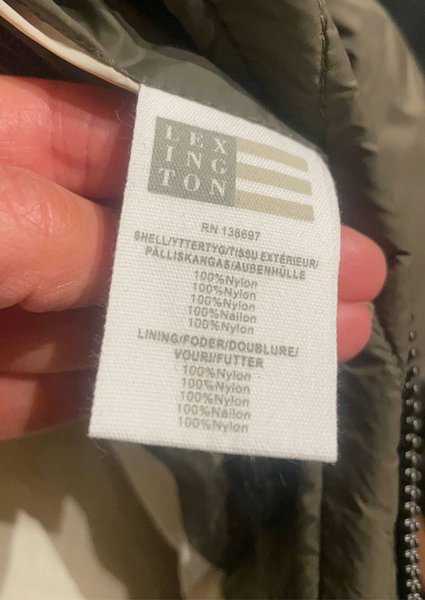 LEX
ING
TON
RN 136697
SHELL/YTTERTYG/TISSU EXTÉRIEUR/
PÄLLISKANGAS/AUßENHÜLLE
100%Nylon
100%Nylon
100%Nylon
100%Nailon
100%Nylon
LINING/FODER/DOUBLURE/
VOURI/FUTTER
100%Nylon
100%Nylon
100%Nylon
100%Nailon
100%Nylon